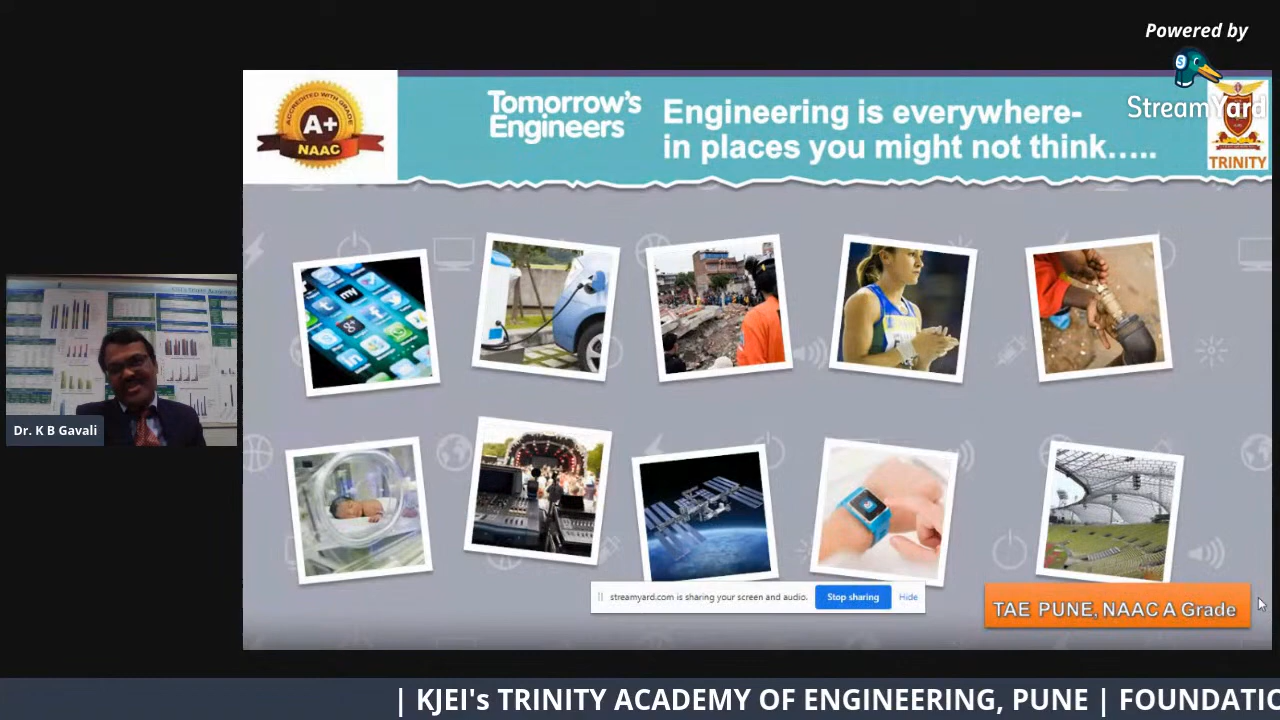 Powered by
StreamYard
ACCREDITED WITH GRADE
A+
NAAC
Tomorrow's
Engineers
Engineering is everywhere-
in places you might not think.....
TRINITY
Dr. K B Gavali
streamyard.com is sharing your screen and audio.
Stop sharing
Hide
TAE PUNE, NAAC A Grade
| KJEI's TRINITY ACADEMY OF ENGINEERING, PUNE | FOUNDATIO